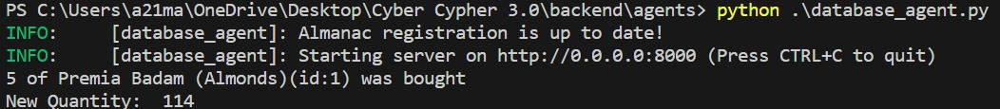 PS C:\Users\a21ma\OneDrive\Desktop\Cyber Cypher 3.0\backend\agents> python .\database_agent.py
INFO:     [database_agent]: Almanac registration is up to date!
INFO:     [database_agent]: Starting server on http://0.0.0.0:8000 (Press CTRL+C to quit)
5 of Premia Badam (Almonds)(id:1) was bought
New Quantity:  114